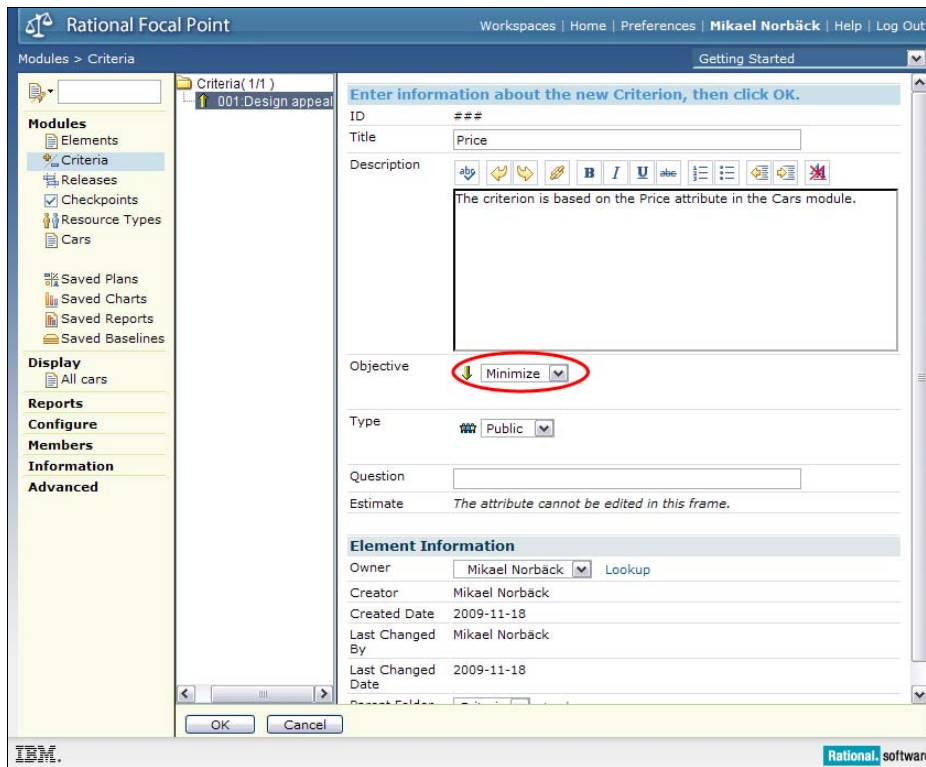 Rational Focal Point
Workspaces | Home | Preferences | Mikael Norbäck | Help | Log Out
Modules > Criteria
Getting Started
Modules
Elements
Criteria
Releases
Checkpoints
Resource Types
Cars
Saved Plans
Saved Charts
Saved Reports
Saved Baselines
Display
All cars
Reports
Configure
Members
Information
Advanced
Criteria( 1/1 )
001:Design appeal
Enter information about the new Criterion, then click OK.
ID ###
Title Price
Description abc B I U abc
The criterion is based on the Price attribute in the Cars module.
Objective Minimize
Type Public
Question
Estimate The attribute cannot be edited in this frame.
Element Information
Owner Mikael Norbäck Lookup
Creator Mikael Norbäck
Created Date 2009-11-18
Last Changed Mikael Norbäck
By
Last Changed 2009-11-18
Date
Parent Folder
OK Cancel
IBM.
Rational. software